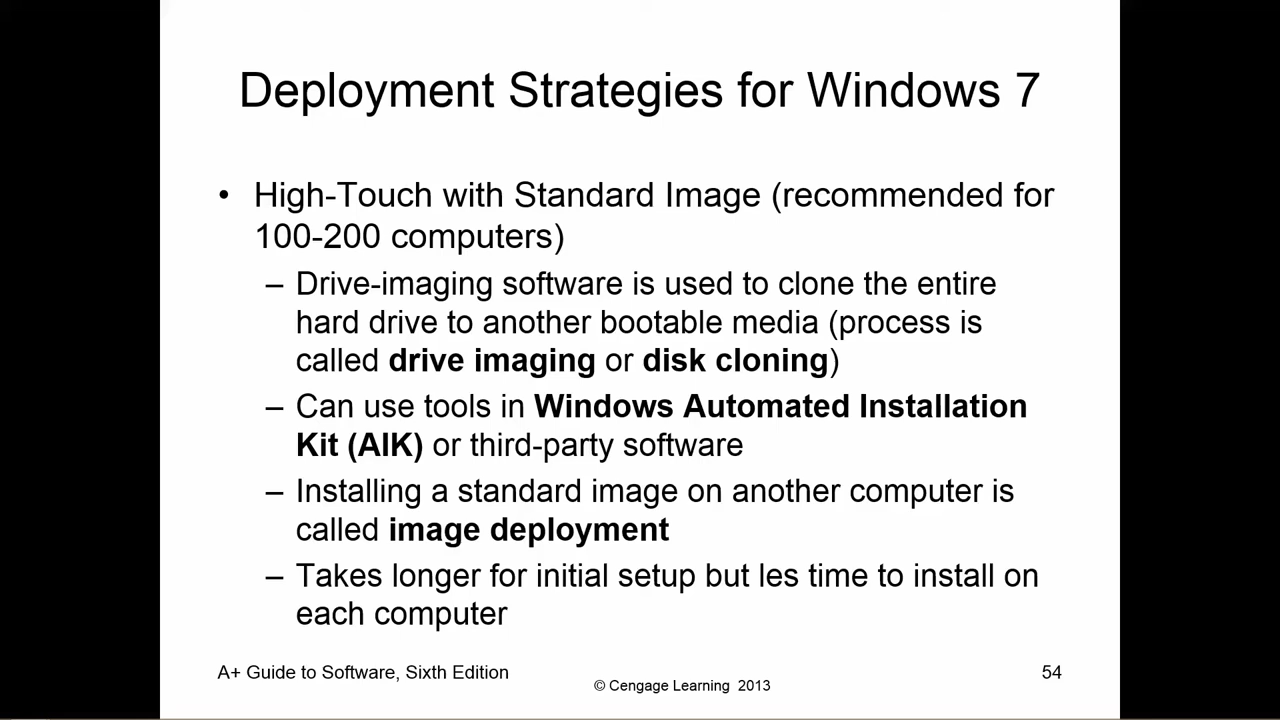 Deployment Strategies for Windows 7
• High-Touch with Standard Image (recommended for
100-200 computers)
– Drive-imaging software is used to clone the entire
hard drive to another bootable media (process is
called drive imaging or disk cloning)
– Can use tools in Windows Automated Installation
Kit (AIK) or third-party software
– Installing a standard image on another computer is
called image deployment
– Takes longer for initial setup but les time to install on
each computer
A+ Guide to Software, Sixth Edition
© Cengage Learning 2013
54